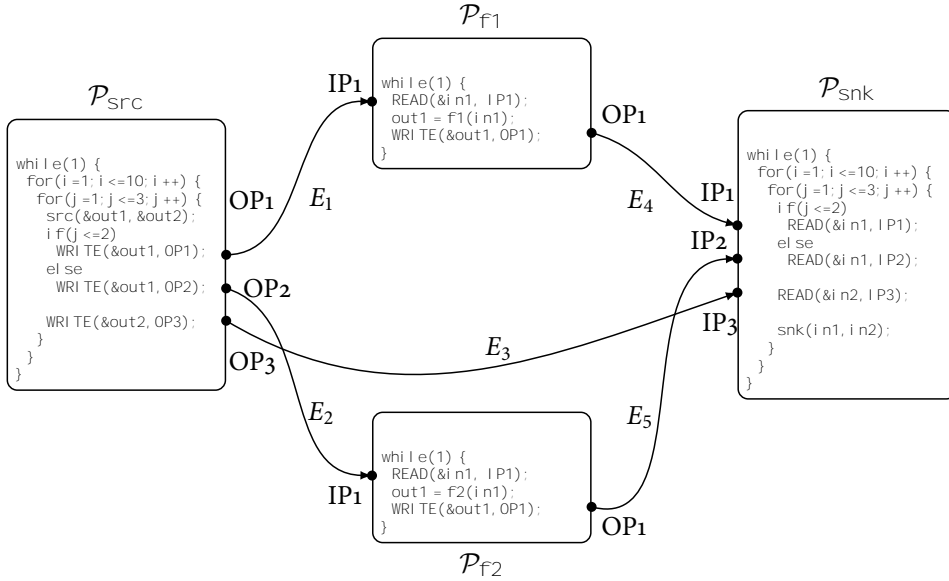 P_src
while(1) {
for(i=1;i<=10;i++) {
for(j=1;j<=3;j++) {
src(&out1,&out2);
if(j<=2)
WRITE(&out1,OP1);
else
WRITE(&out1,OP2);
WRITE(&out2,OP3);
}
}
}
OP1
OP2
OP3
E1
E2
E3
P_f1
IP1
while(1) {
READ(&in1, IP1);
out1 = f1(in1);
WRITE(&out1,OP1);
}
OP1
E4
IP1
while(1) {
READ(&in1, IP1);
out1 = f2(in1);
WRITE(&out1,OP1);
}
OP1
P_f2
E5
P_snk
IP1
IP2
IP3
while(1) {
for(i=1;i<=10;i++) {
for(j=1;j<=3;j++) {
if(j<=2)
READ(&in1,IP1);
else
READ(&in1,IP2);
READ(&in2,IP3);
snk(in1,in2);
}
}
}